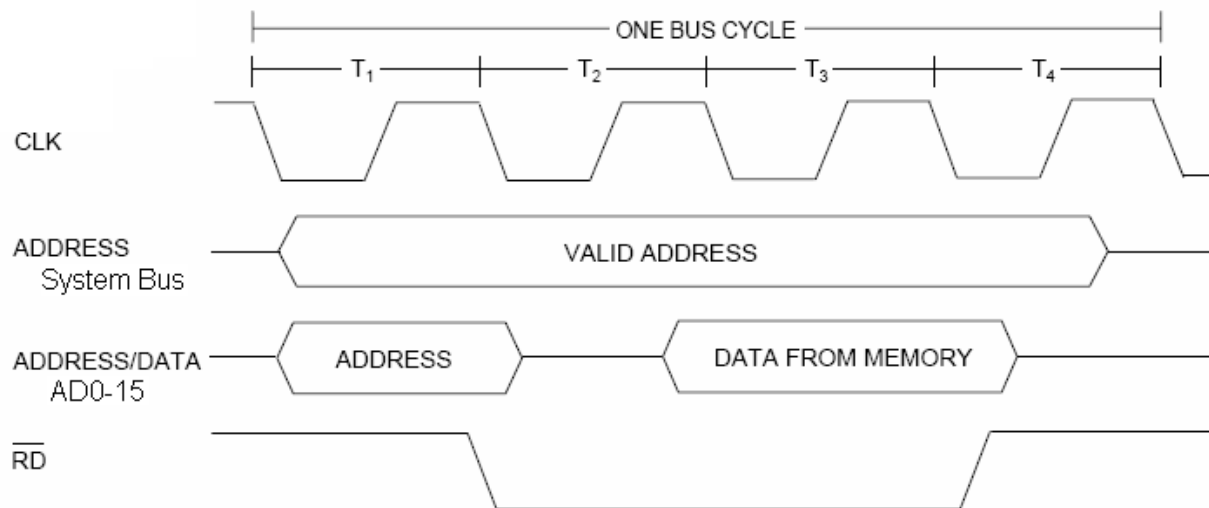 ONE BUS CYCLE
T₁ T₂ T₃ T₄
CLK
ADDRESS
System Bus
VALID ADDRESS
ADDRESS/DATA
AD0-15
ADDRESS
DATA FROM MEMORY
R̅D̅